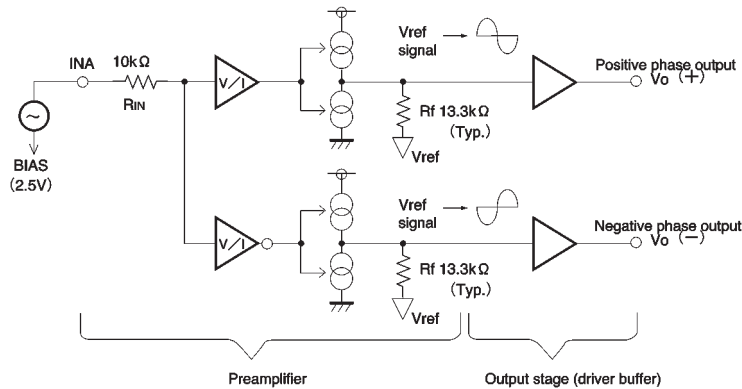 Vref
signal
Positive phase output
Vo (+)
INA
10kΩ
RIN
V/I
Rf 13.3kΩ
(Typ.)
Vref
~
BIAS
(2.5V)
Vref
signal
Negative phase output
Vo (−)
V/I
Rf 13.3kΩ
(Typ.)
Vref
Preamplifier
Output stage (driver buffer)